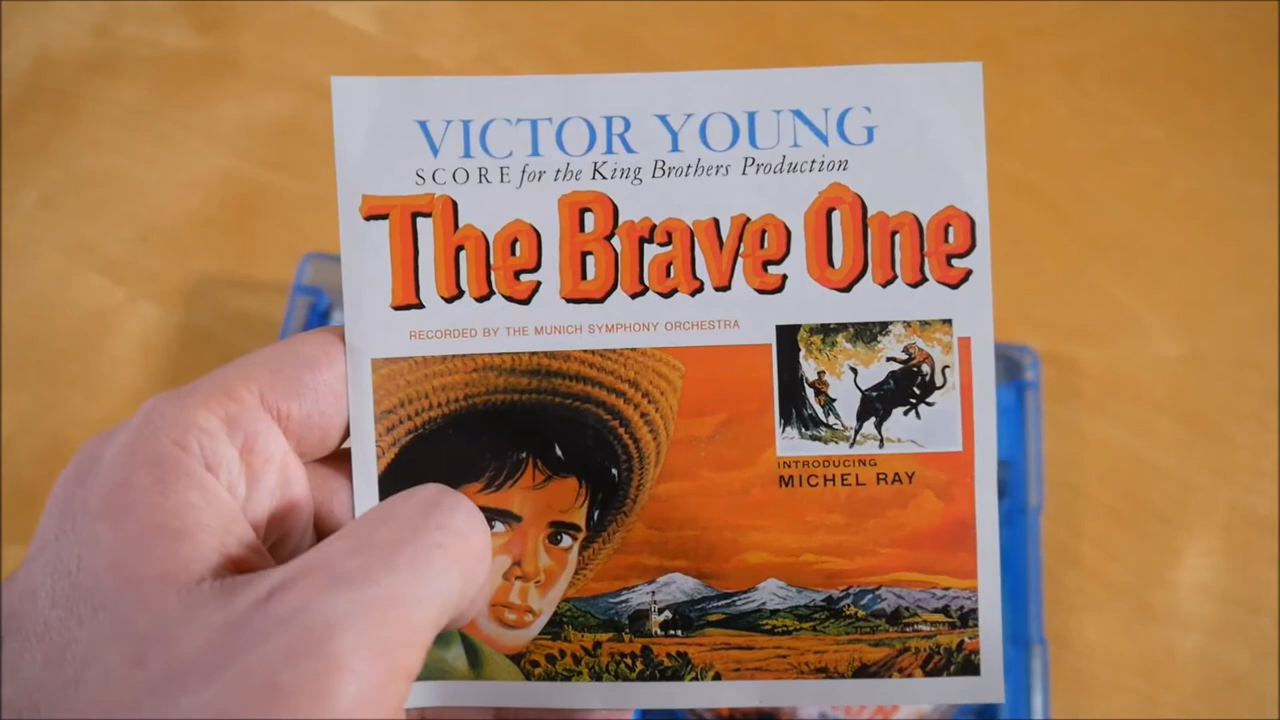 VICTOR YOUNG
SCORE for the King Brothers Production
The Brave One
RECORDED BY THE MUNICH SYMPHONY ORCHESTRA
INTRODUCING
MICHEL RAY